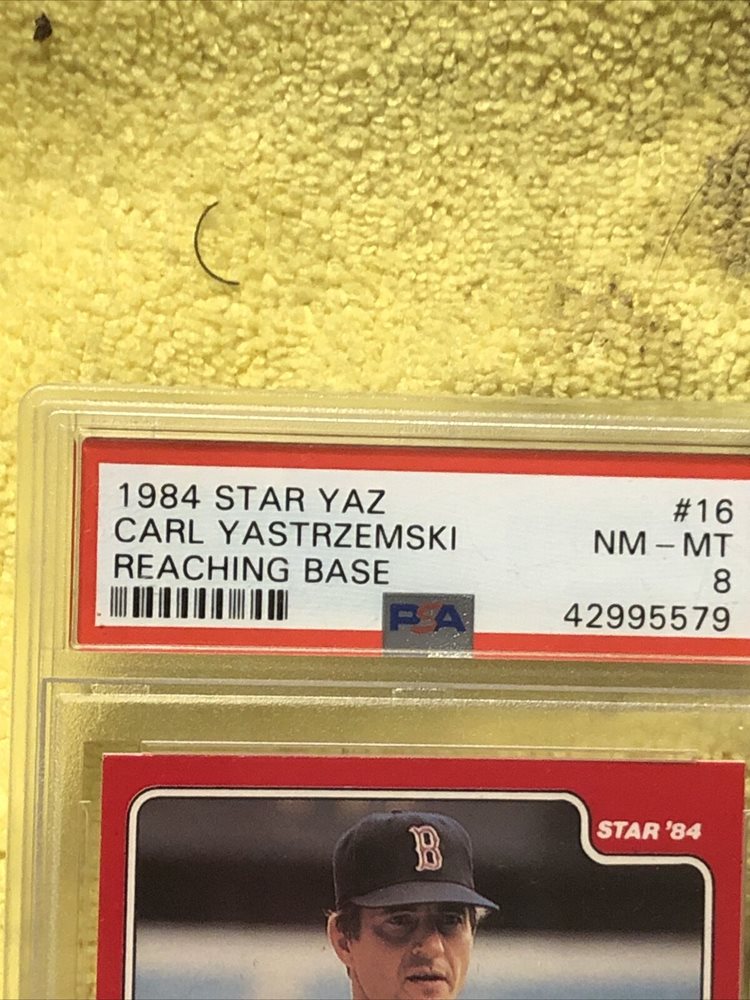 1984 STAR YAZ #16
CARL YASTRZEMSKI NM - MT
REACHING BASE 8
PSA 42995579
STAR '84
B